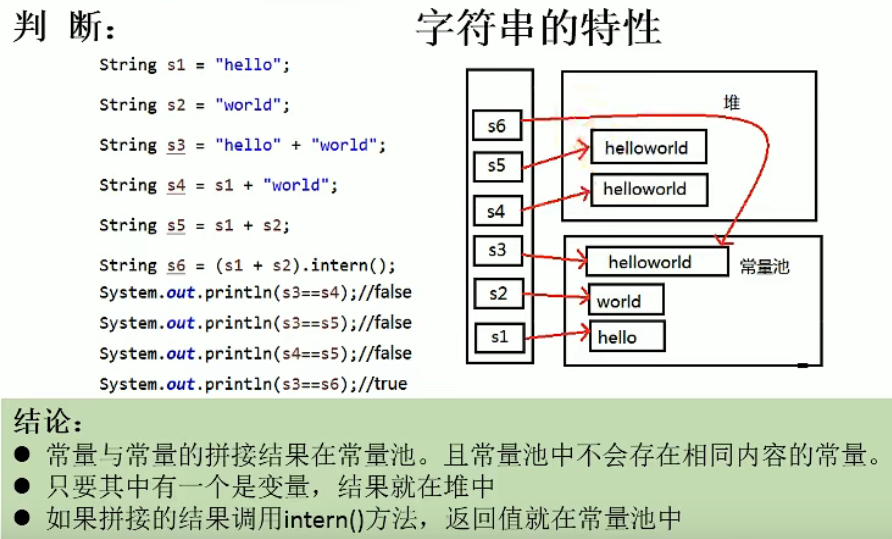 判 断：
字符串的特性
String s1 = "hello";
String s2 = "world";
String s3 = "hello" + "world";
String s4 = s1 + "world";
String s5 = s1 + s2;
String s6 = (s1 + s2).intern();
System.out.println(s3==s4);//false
System.out.println(s3==s5);//false
System.out.println(s4==s5);//false
System.out.println(s3==s6);//true
堆
s6
s5
helloworld
s4
helloworld
s3
helloworld
常量池
s2
world
s1
hello
结论：
● 常量与常量的拼接结果在常量池。且常量池中不会存在相同内容的常量。
● 只要其中有一个是变量，结果就在堆中
● 如果拼接的结果调用intern()方法，返回值就在常量池中